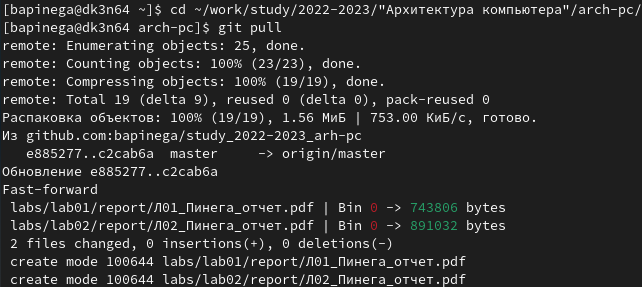 [bapinega@dk3n64 ~]$ cd ~/work/study/2022-2023/"Архитектура компьютера"/arch-pc/
[bapinega@dk3n64 arch-pc]$ git pull
remote: Enumerating objects: 25, done.
remote: Counting objects: 100% (23/23), done.
remote: Compressing objects: 100% (19/19), done.
remote: Total 19 (delta 9), reused 0 (delta 0), pack-reused 0
Распаковка объектов: 100% (19/19), 1.56 МиБ | 753.00 КиБ/с, готово.
Из github.com:bapinega/study_2022-2023_arh-pc
   e885277..c2cab6a  master     -> origin/master
Обновление e885277..c2cab6a
Fast-forward
 labs/lab01/report/Л01_Пинега_отчет.pdf | Bin 0 -> 743806 bytes
 labs/lab02/report/Л02_Пинега_отчет.pdf | Bin 0 -> 891032 bytes
 2 files changed, 0 insertions(+), 0 deletions(-)
 create mode 100644 labs/lab01/report/Л01_Пинега_отчет.pdf
 create mode 100644 labs/lab02/report/Л02_Пинега_отчет.pdf